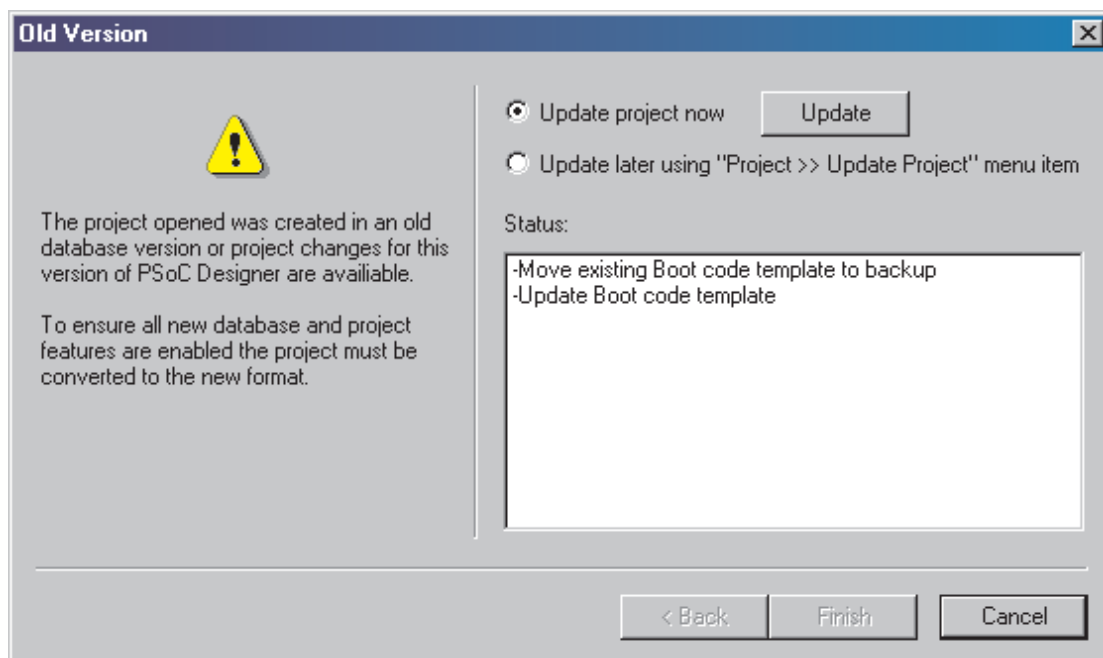 Old Version
The project opened was created in an old
database version or project changes for this
version of PSoC Designer are availiable.
To ensure all new database and project
features are enabled the project must be
converted to the new format.
Update project now
Update
Update later using "Project >> Update Project" menu item
Status:
-Move existing Boot code template to backup
-Update Boot code template
< Back
Finish
Cancel